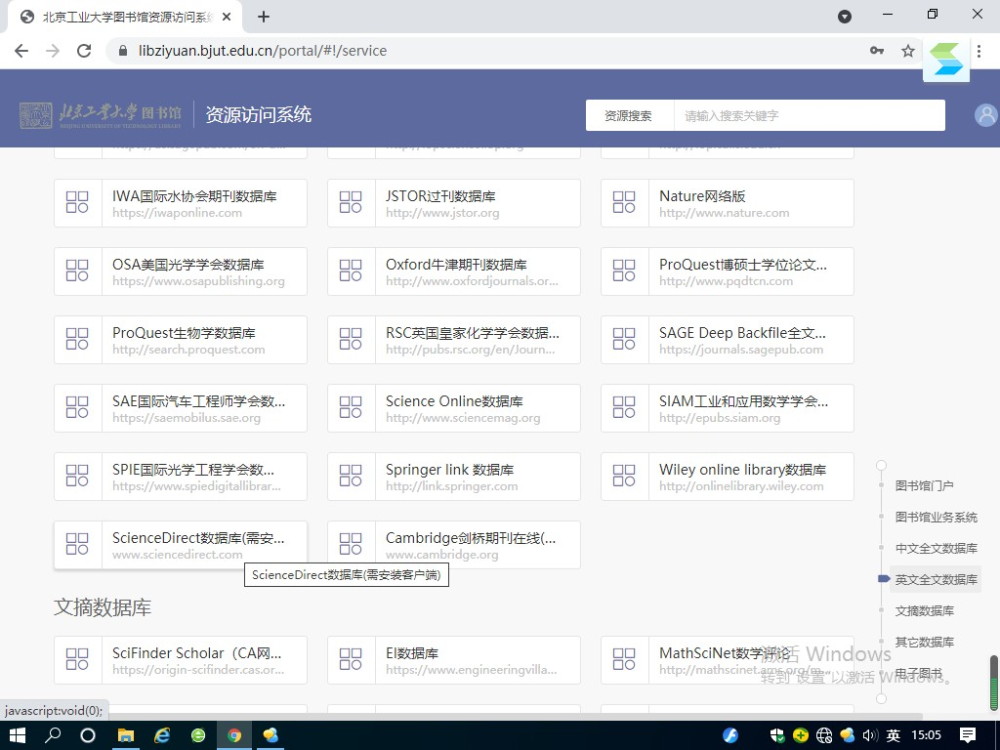 北京工业大学图书馆资源访问系统
libziyuan.bjut.edu.cn/portal/#!/service
北京工业大学 图书馆
BEIJING UNIVERSITY OF TECHNOLOGY LIBRARY
资源访问系统
资源搜索
请输入搜索关键字
IWA国际水协会期刊数据库
https://iwaponline.com
JSTOR过刊数据库
http://www.jstor.org
Nature网络版
http://www.nature.com
OSA美国光学学会数据库
https://www.osapublishing.org
Oxford牛津期刊数据库
http://www.oxfordjournals.or...
ProQuest博硕士学位论文...
http://www.pqdtcn.com
ProQuest生物学数据库
http://search.proquest.com
RSC英国皇家化学学会数据...
http://pubs.rsc.org/en/Journ...
SAGE Deep Backfile全文...
https://journals.sagepub.com
SAE国际汽车工程师学会数...
https://saemobilus.sae.org
Science Online数据库
http://www.sciencemag.org
SIAM工业和应用数学学会...
http://epubs.siam.org
SPIE国际光学工程学会数...
https://www.spiedigitallibrar...
Springer link 数据库
http://link.springer.com
Wiley online library数据库
http://onlinelibrary.wiley.com
ScienceDirect数据库(需安...
www.sciencedirect.com
Cambridge剑桥期刊在线(...
www.cambridge.org
ScienceDirect数据库(需安装客户端)
文摘数据库
SciFinder Scholar（CA网...
https://origin-scifinder.cas.or...
EI数据库
https://www.engineeringvilla...
MathSciNet数学评论
http://mathscinet.ams.org/m...
图书馆门户
图书馆业务系统
中文全文数据库
英文全文数据库
文摘数据库
其它数据库
电子图书
激活 Windows
转到"设置"以激活 Windows。
javascript:void(0);
英
15:05